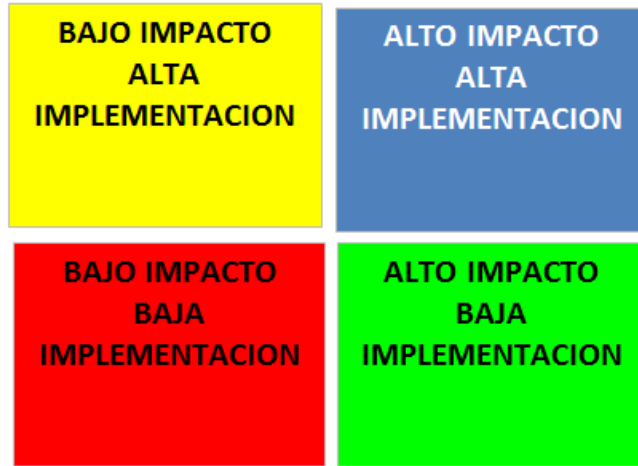 BAJO IMPACTO
ALTA
IMPLEMENTACION
ALTO IMPACTO
ALTA
IMPLEMENTACION
BAJO IMPACTO
BAJA
IMPLEMENTACION
ALTO IMPACTO
BAJA
IMPLEMENTACION